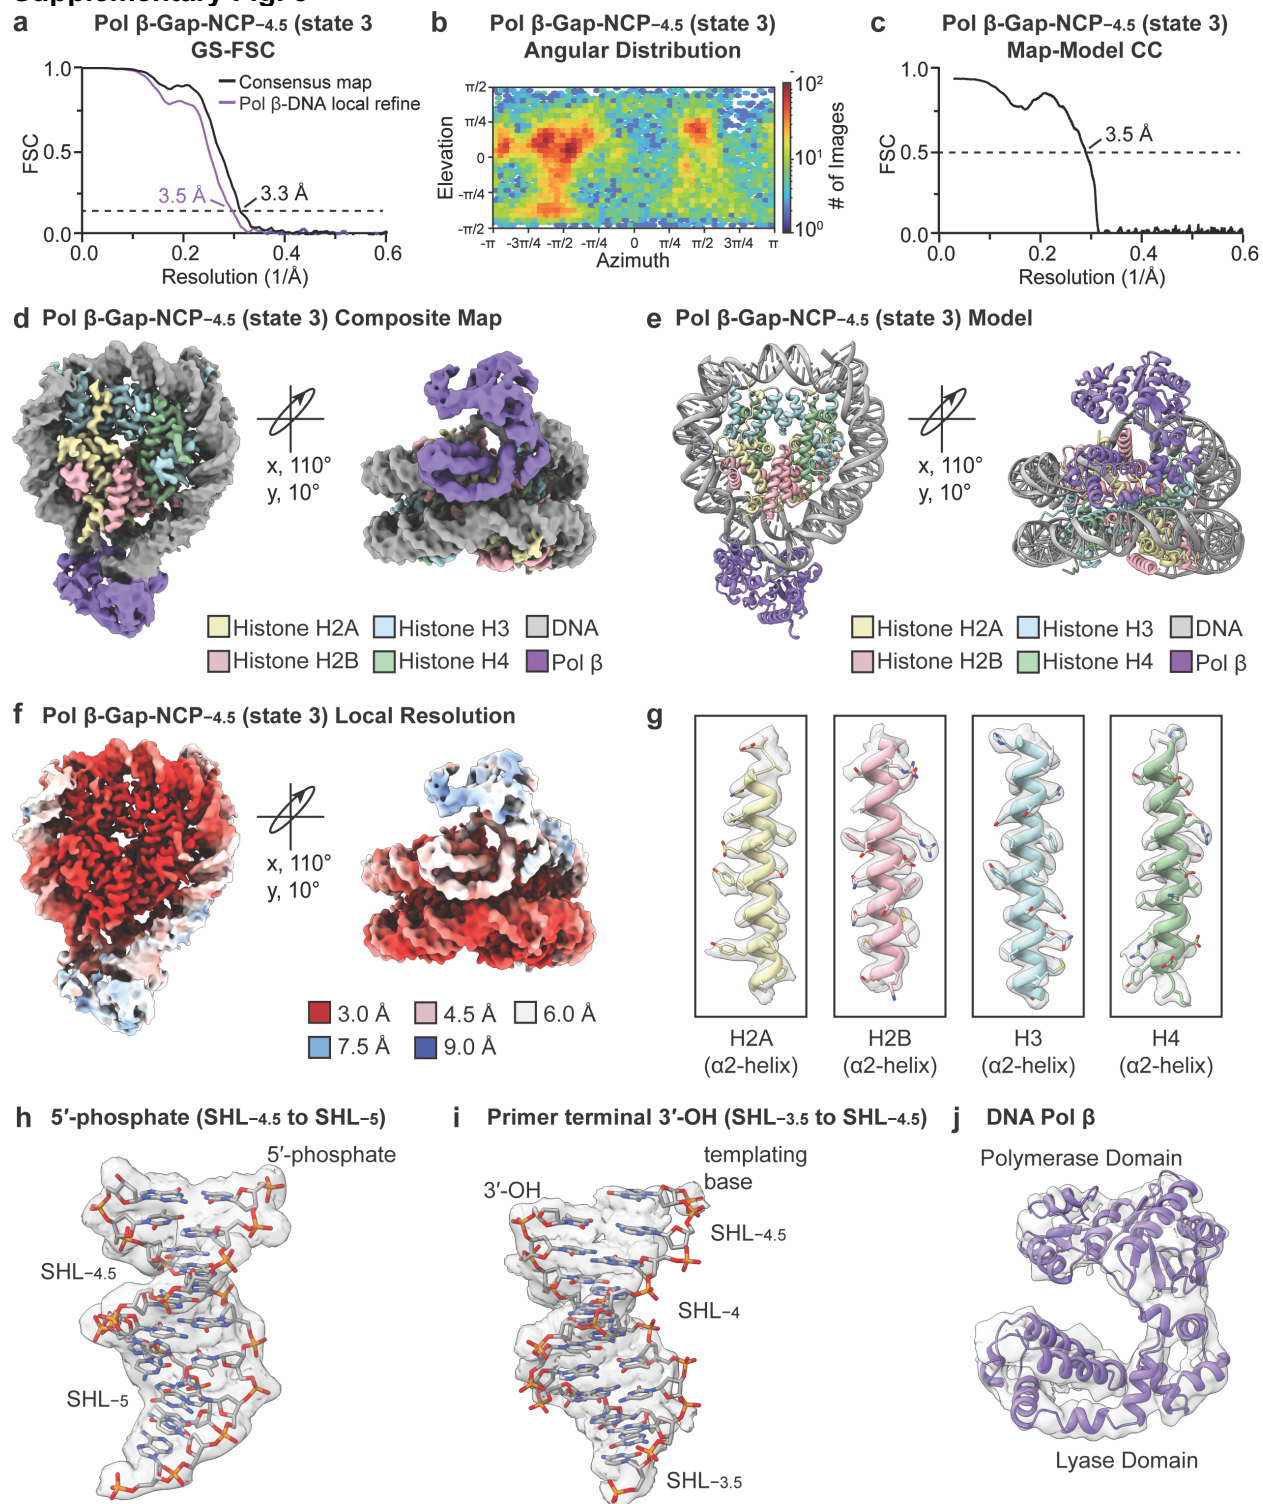 a
Pol β-Gap-NCP−4.5 (state 3
GS-FSC
1.0
0.5
0.0
FSC
Consensus map
Pol β-DNA local refine
3.5 Å
3.3 Å
0.0 0.2 0.4 0.6
Resolution (1/Å)
b
Pol β-Gap-NCP−4.5 (state 3)
Angular Distribution
π/2
π/4
0
-π/4
-π/2
Elevation
-π -3π/4 -π/2 -π/4 0 π/4 π/2 3π/4 π
Azimuth
10²
10¹
10⁰
# of Images
c
Pol β-Gap-NCP−4.5 (state 3)
Map-Model CC
1.0
0.5
0.0
FSC
3.5 Å
0.0 0.2 0.4 0.6
Resolution (1/Å)
d Pol β-Gap-NCP−4.5 (state 3) Composite Map
x, 110°
y, 10°
Histone H2A Histone H3 DNA
Histone H2B Histone H4 Pol β
e Pol β-Gap-NCP−4.5 (state 3) Model
x, 110°
y, 10°
Histone H2A Histone H3 DNA
Histone H2B Histone H4 Pol β
f Pol β-Gap-NCP−4.5 (state 3) Local Resolution
x, 110°
y, 10°
3.0 Å 4.5 Å 6.0 Å
7.5 Å 9.0 Å
g
H2A
(α2-helix)
H2B
(α2-helix)
H3
(α2-helix)
H4
(α2-helix)
h 5′-phosphate (SHL−4.5 to SHL−5)
5′-phosphate
SHL−4.5
SHL−5
i Primer terminal 3′-OH (SHL−3.5 to SHL−4.5)
templating
base
3′-OH
SHL−4.5
SHL−4
SHL−3.5
j DNA Pol β
Polymerase Domain
Lyase Domain